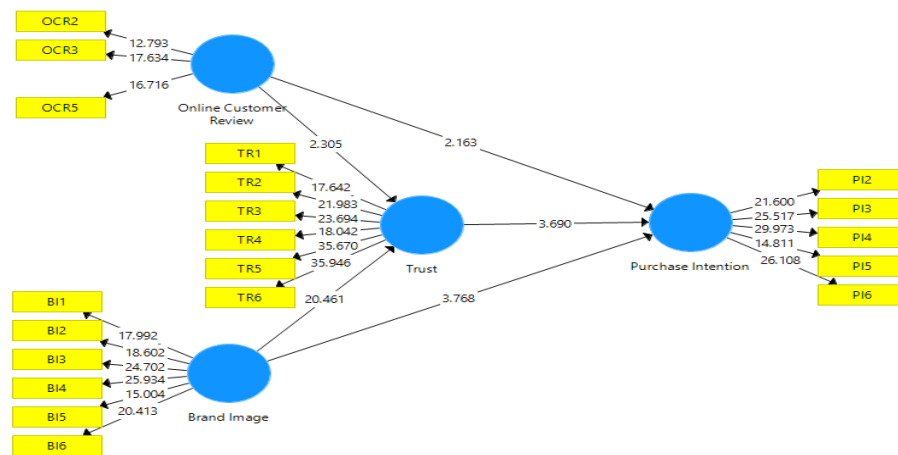 OCR2
OCR3
OCR5
12.793
17.634
16.716
Online Customer
Review
2.305
2.163
TR1
TR2
TR3
TR4
TR5
TR6
17.642
21.983
23.694
18.042
35.670
35.946
Trust
3.690
20.461
3.768
BI1
BI2
BI3
BI4
BI5
BI6
17.992
18.602
24.702
25.934
15.004
20.413
Brand Image
Purchase Intention
21.600
25.517
29.973
14.811
26.108
PI2
PI3
PI4
PI5
PI6